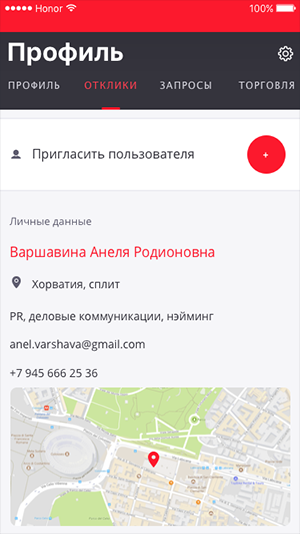 Honor 100%
Профиль
ПРОФИЛЬ ОТКЛИКИ ЗАПРОСЫ ТОРГОВЛЯ
Пригласить пользователя +
Личные данные
Варшавина Анеля Родионовна
Хорватия, сплит
PR, деловые коммуникации, нэйминг
anel.varshava@gmail.com
+7 945 666 25 36